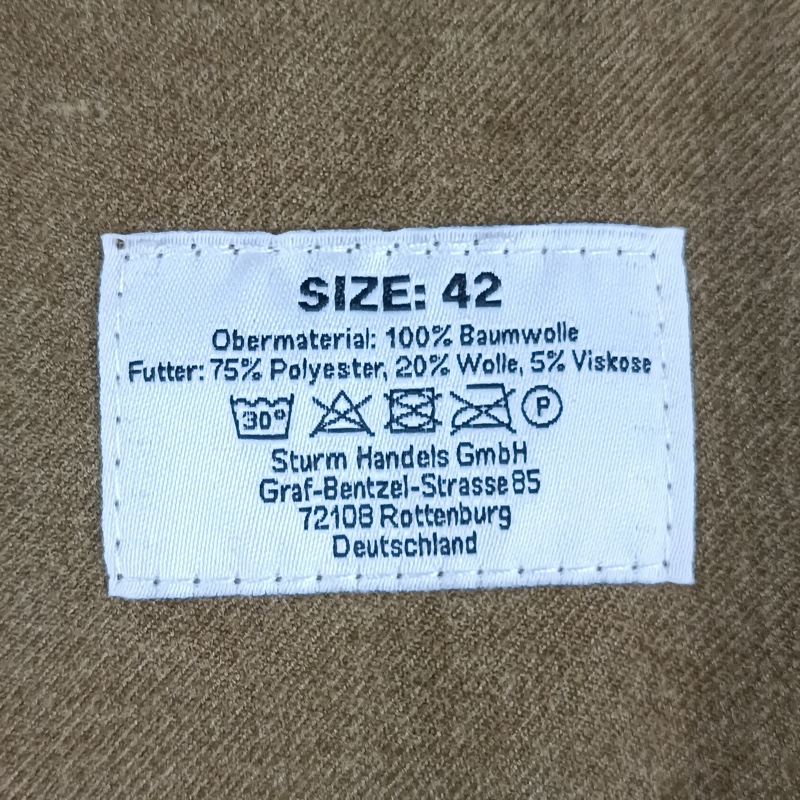 SIZE: 42
Obermaterial: 100% Baumwolle
Futter: 75% Polyester, 20% Wolle, 5% Viskose
30° P
Sturm Handels GmbH
Graf-Bentzel-Strasse 85
72108 Rottenburg
Deutschland